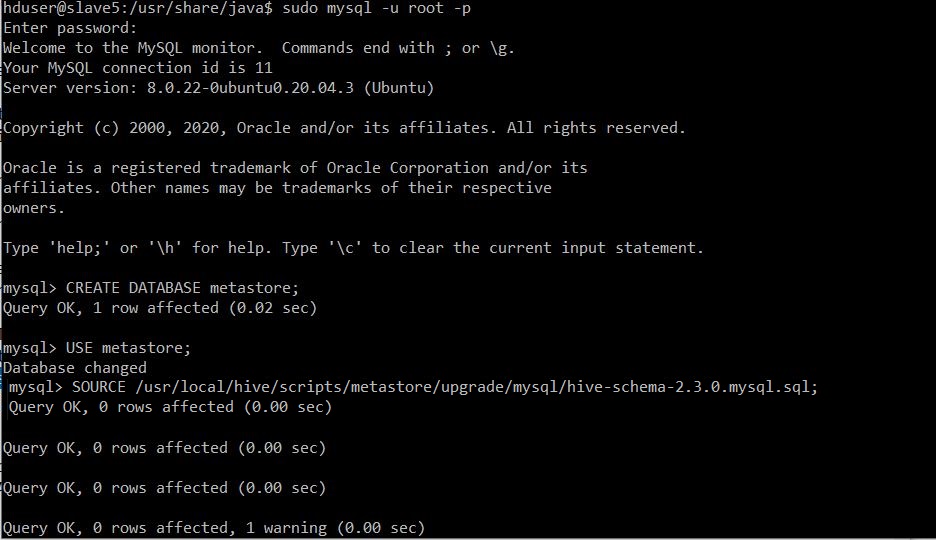 hduser@slave5:/usr/share/java$ sudo mysql -u root -p
Enter password:
Welcome to the MySQL monitor.  Commands end with ; or \g.
Your MySQL connection id is 11
Server version: 8.0.22-0ubuntu0.20.04.3 (Ubuntu)
Copyright (c) 2000, 2020, Oracle and/or its affiliates. All rights reserved.
Oracle is a registered trademark of Oracle Corporation and/or its
affiliates. Other names may be trademarks of their respective
owners.
Type 'help;' or '\h' for help. Type '\c' to clear the current input statement.
mysql> CREATE DATABASE metastore;
Query OK, 1 row affected (0.02 sec)
mysql> USE metastore;
Database changed
mysql> SOURCE /usr/local/hive/scripts/metastore/upgrade/mysql/hive-schema-2.3.0.mysql.sql;
Query OK, 0 rows affected (0.00 sec)
Query OK, 0 rows affected (0.00 sec)
Query OK, 0 rows affected (0.00 sec)
Query OK, 0 rows affected, 1 warning (0.00 sec)